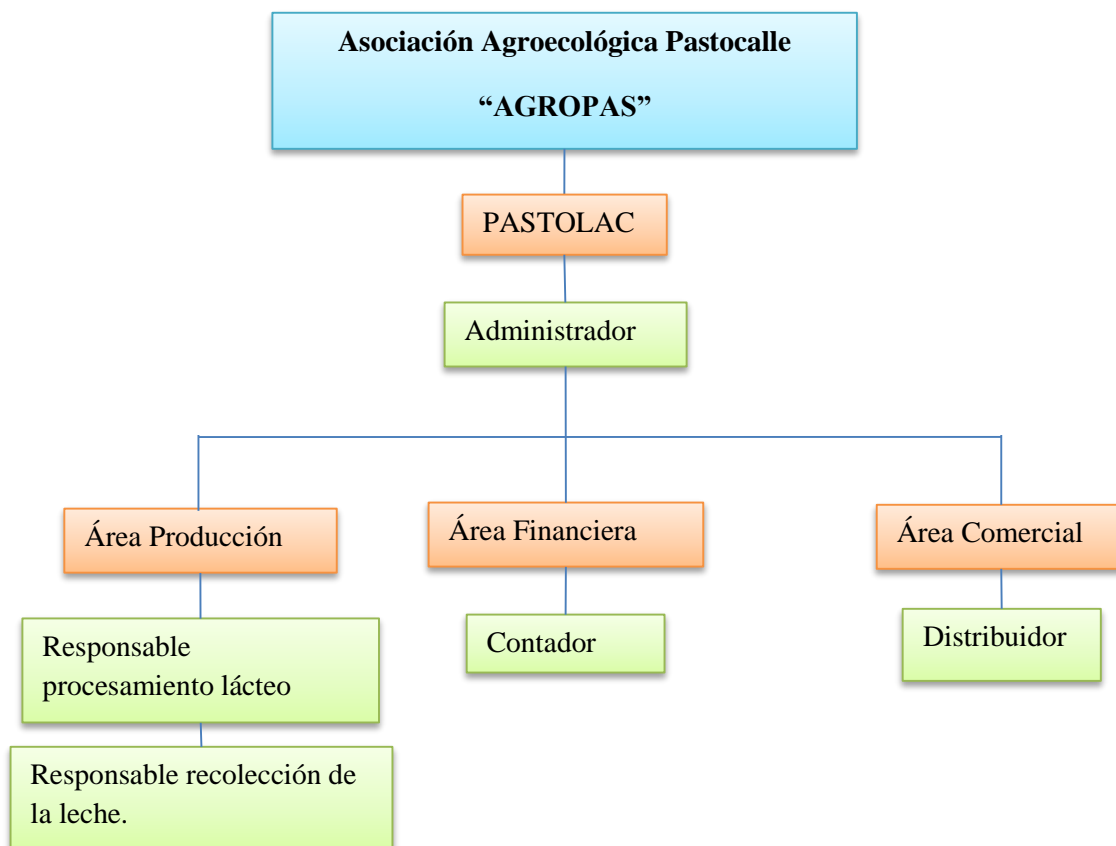 Asociación Agroecológica Pastocalle
“AGROPAS”
PASTOLAC
Administrador
Área Producción
Área Financiera
Área Comercial
Responsable
procesamiento lácteo
Contador
Distribuidor
Responsable recolección de
la leche.